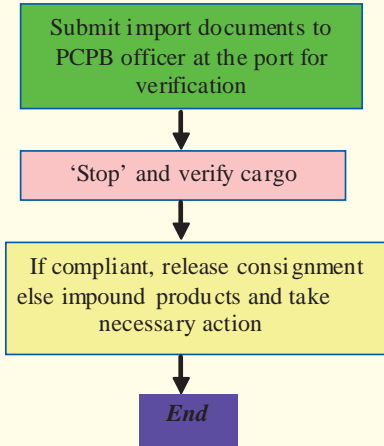 Submit import documents to
PCPB officer at the port for
verification
‘Stop’ and verify cargo
If compliant, release consignment
else impound products and take
necessary action
End